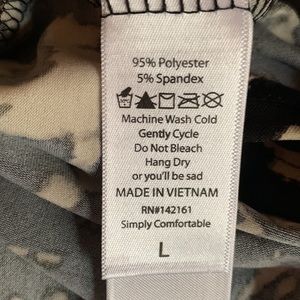 95% Polyester
5% Spandex
Machine Wash Cold
Gently Cycle
Do Not Bleach
Hang Dry
or you'll be sad
MADE IN VIETNAM
RN#142161
Simply Comfortable
L